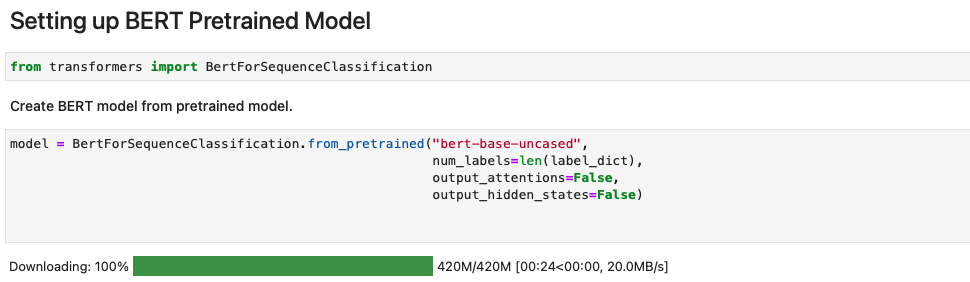 Setting up BERT Pretrained Model
from transformers import BertForSequenceClassification
Create BERT model from pretrained model.
model = BertForSequenceClassification.from_pretrained("bert-base-uncased",
num_labels=len(label_dict),
output_attentions=False,
output_hidden_states=False)
Downloading: 100% 420M/420M [00:24<00:00, 20.0MB/s]